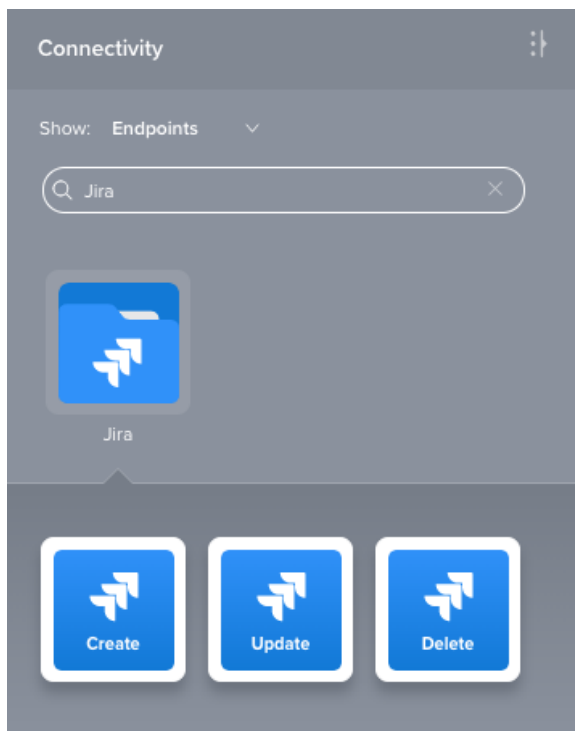 Connectivity
Show: Endpoints
Jira
Jira
Create Update Delete